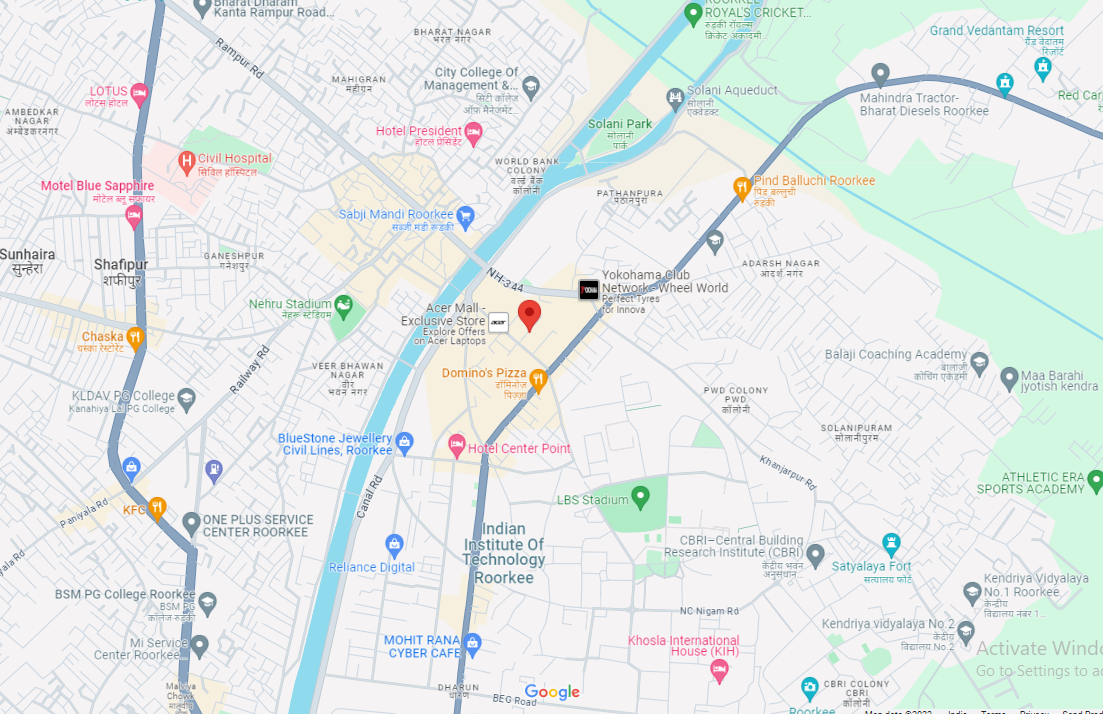 Bharat Dharam
Kanta Rampur Road...
ROYAL'S CRICKET...
रुड़की रॉयल्स
क्रिकेट अकादमी...
BHARAT NAGAR
भरत नगर
Grand Vedantam Resort
ग्रैंड वेदांतम
रिज़ॉर्ट
Rampur Rd
MAHIGRAN
महीग्रान
City College Of
Management &...
सिटी कॉलेज
ऑफ़ मैनेजमेंट...
LOTUS
लोटस होटल
AMBEDKAR
NAGAR
अम्बेडकरनगर
Solani Aqueduct
सोलानी
एक्वेडक्ट
Mahindra Tractor-
Bharat Diesels Roorkee
Red Car
Hotel President
होटल प्रेसिडेंट
Solani Park
सोलानी
पार्क
Civil Hospital
सिविल हॉस्पिटल
WORLD BANK
COLONY
वर्ल्ड बैंक
कॉलोनी
Motel Blue Sapphire
मोटेल ब्लू सफायर
PATHANPURA
पठानपुरा
Pind Balluchi Roorkee
पिंड बल्लुची
रुड़की
Sabji Mandi Roorkee
सब्जी मंडी रूड़की
Sunhaira
सुन्हेरा
Shafipur
शफीपुर
GANESHPUR
गनेशपुर
ADARSH NAGAR
आदर्श नगर
NH-344
Yokohama Club
Network - Wheel World
Perfect Tyres
for Innova
Nehru Stadium
नेहरू स्टेडियम
Acer Mall -
Exclusive Store
Explore Offers
on Acer Laptops
acer
Chaska
चस्का रेस्टोरेंट
Railway Rd
VEER BHAWAN
NAGAR
वीर
भवन नगर
Domino's Pizza
डॉमिनोज़
पिज्जा
Balaji Coaching Academy
बालाजी
कोचिंग एकेडमी
Maa Barahi
jyotish kendra
KLDAV PG College
Kanahiya Lal PG College
PWD COLONY
PWD
कॉलोनी
SOLANIPURAM
सोलानीपुरम
BlueStone Jewellery
Civil Lines, Roorkee
Hotel Center Point
Khanjarpur Rd
ATHLETIC ERA
SPORTS ACADEMY
Canal Rd
LBS Stadium
Paniyala Rd
KFC
ONE PLUS SERVICE
CENTER ROORKEE
Indian
Institute Of
Technology
Roorkee
CBRI–Central Building
Research Institute (CBRI)
केंद्रीय भवन
अनुसंधान...
Satyalaya Fort
सत्यालय फोर्ट
Reliance Digital
Kendriya Vidyalaya
No.1 Roorkee
केन्द्रीय
विद्यालय नंबर 1...
BSM PG College Roorkee
BSM PG
कॉलेज रुड़की
NC Nigam Rd
Kendriya vidyalaya No.2
केंद्रीय
विद्यालय No.2
Mi Service
Center Roorkee
MOHIT RANA
CYBER CAFE
Khosla International
House (KIH)
Activate Windo
Go to Settings to ac
Malviya
Chowk
DHARUN
धारुण
BEG Road
Google
CBRI COLONY
CBRI
कॉलोनी
Roorkee